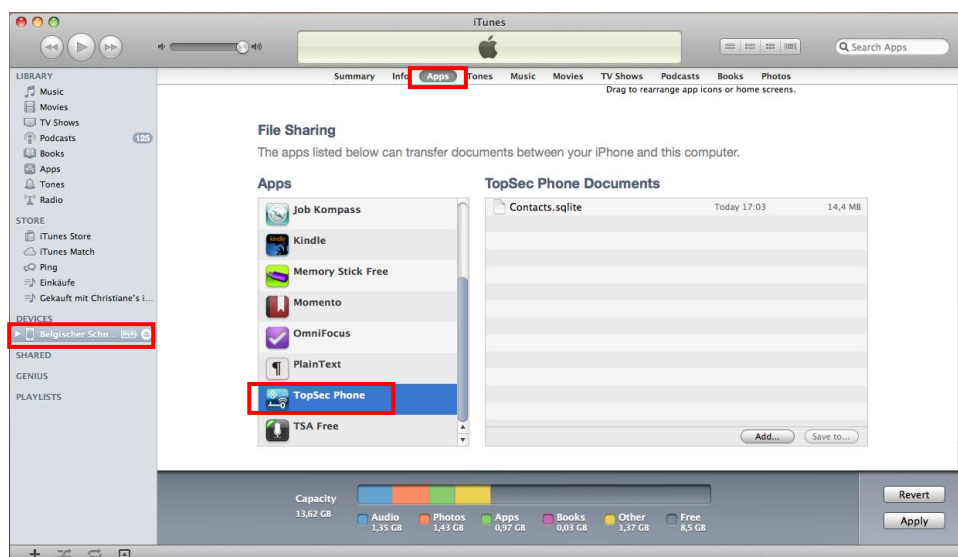 iTunes
Search Apps
LIBRARY
Music
Movies
TV Shows
Podcasts 125
Books
Apps
Tones
Radio
STORE
iTunes Store
iTunes Match
Ping
Einkäufe
Gekauft mit Christiane's i...
DEVICES
Belgischer Schn...
SHARED
GENIUS
PLAYLISTS
Summary Info Apps Tones Music Movies TV Shows Podcasts Books Photos
Drag to rearrange app icons or home screens.
File Sharing
The apps listed below can transfer documents between your iPhone and this computer.
Apps
Job Kompass
kindle
Kindle
Memory Stick Free
Momento
OmniFocus
PlainText
TopSec Phone
TSA Free
TopSec Phone Documents
Contacts.sqlite Today 17:03 14,4 MB
Add... Save to...
Capacity
13,62 GB
Audio
1,35 GB
Photos
1,43 GB
Apps
0,97 GB
Books
0,03 GB
Other
1,37 GB
Free
8,5 GB
Revert
Apply